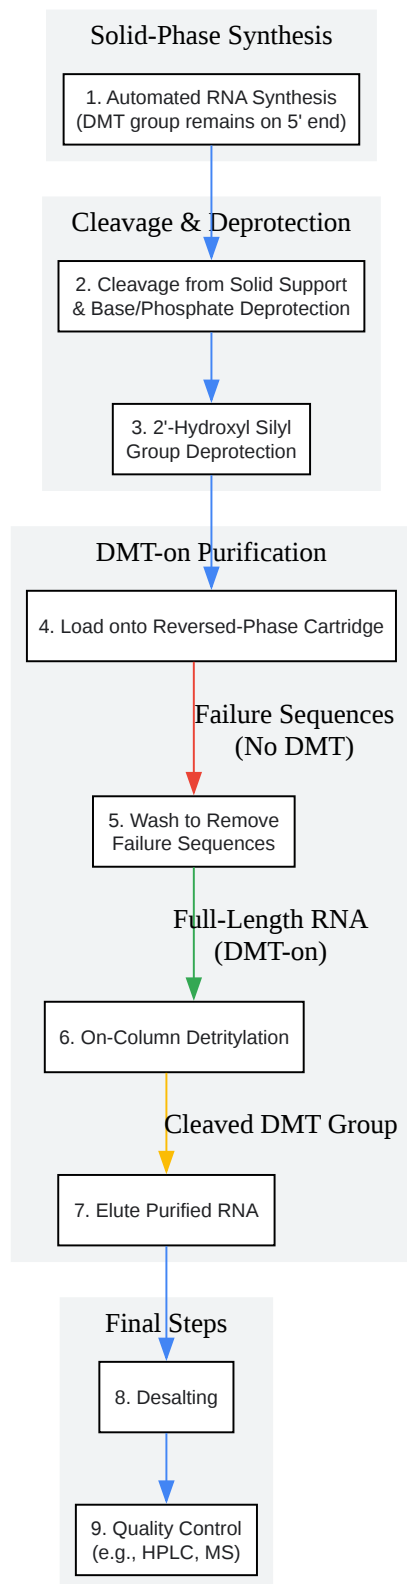 Solid-Phase Synthesis
1. Automated RNA Synthesis
(DMT group remains on 5' end)
Cleavage & Deprotection
2. Cleavage from Solid Support
& Base/Phosphate Deprotection
3. 2'-Hydroxyl Silyl
Group Deprotection
DMT-on Purification
4. Load onto Reversed-Phase Cartridge
Failure Sequences
(No DMT)
5. Wash to Remove
Failure Sequences
Full-Length RNA
(DMT-on)
6. On-Column Detritylation
Cleaved DMT Group
7. Elute Purified RNA
Final Steps
8. Desalting
9. Quality Control
(e.g., HPLC, MS)